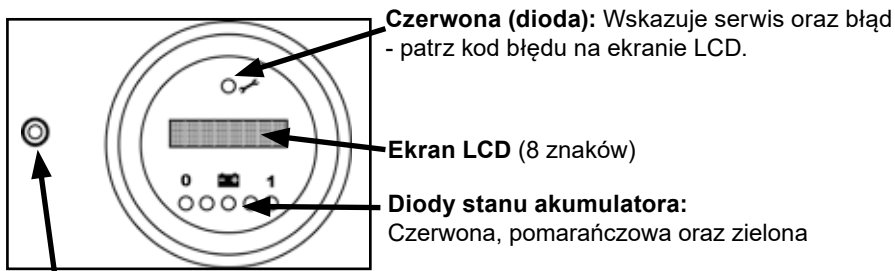 Czerwona (dioda): Wskazuje serwis oraz błąd
- patrz kod błędu na ekranie LCD.
Ekran LCD (8 znaków)
0 1
Diody stanu akumulatora:
Czerwona, pomarańczowa oraz zielona